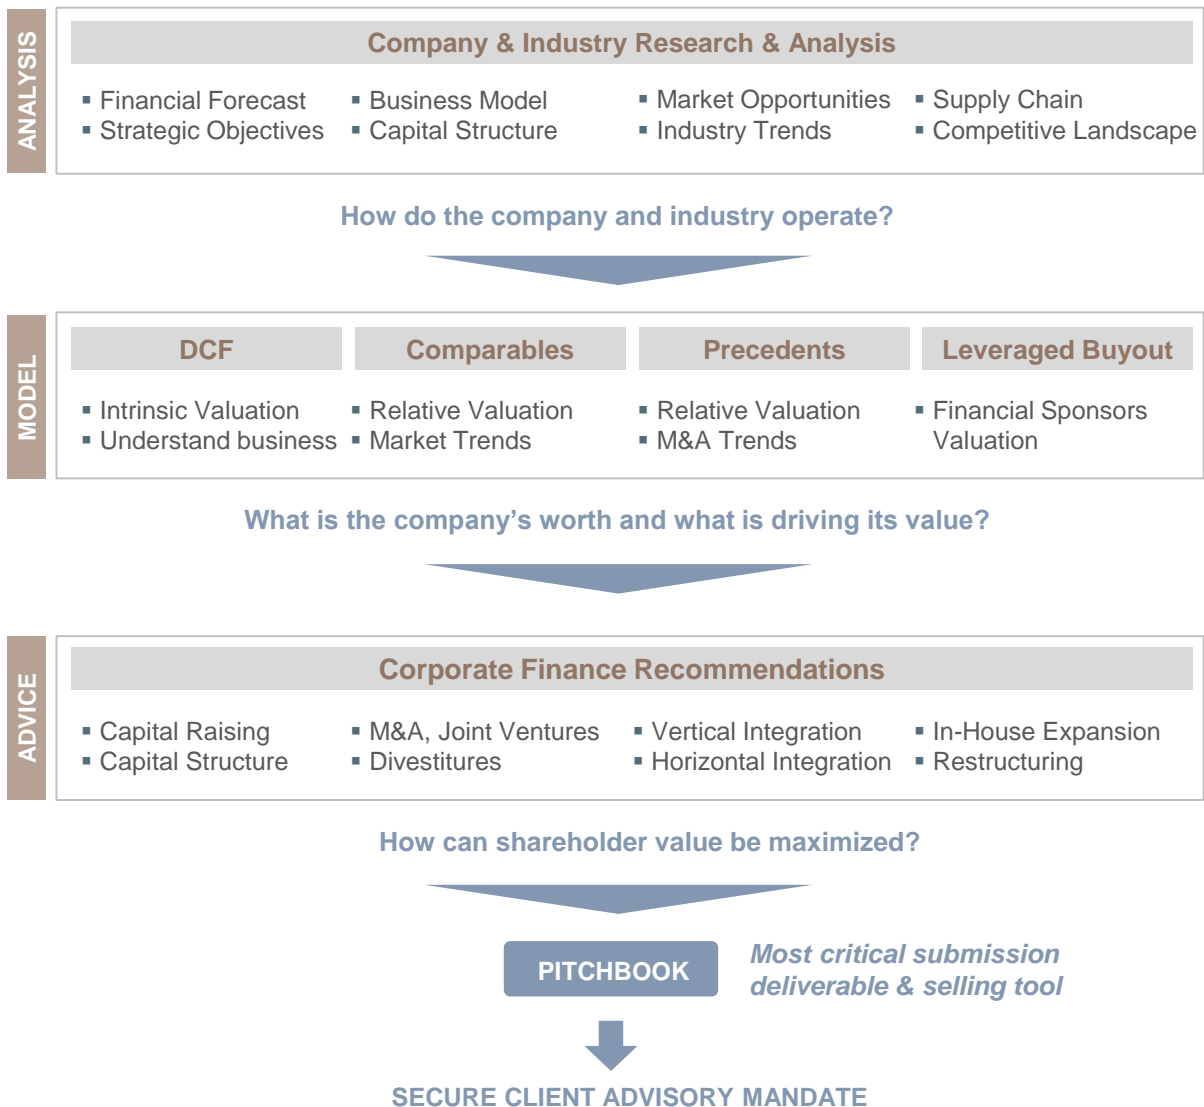 ANALYSIS
Company & Industry Research & Analysis
▪ Financial Forecast
▪ Strategic Objectives
▪ Business Model
▪ Capital Structure
▪ Market Opportunities
▪ Industry Trends
▪ Supply Chain
▪ Competitive Landscape
How do the company and industry operate?
MODEL
DCF
▪ Intrinsic Valuation
▪ Understand business
Comparables
▪ Relative Valuation
▪ Market Trends
Precedents
▪ Relative Valuation
▪ M&A Trends
Leveraged Buyout
▪ Financial Sponsors
Valuation
What is the company’s worth and what is driving its value?
ADVICE
Corporate Finance Recommendations
▪ Capital Raising
▪ Capital Structure
▪ M&A, Joint Ventures
▪ Divestitures
▪ Vertical Integration
▪ Horizontal Integration
▪ In-House Expansion
▪ Restructuring
How can shareholder value be maximized?
PITCHBOOK
Most critical submission
deliverable & selling tool
SECURE CLIENT ADVISORY MANDATE